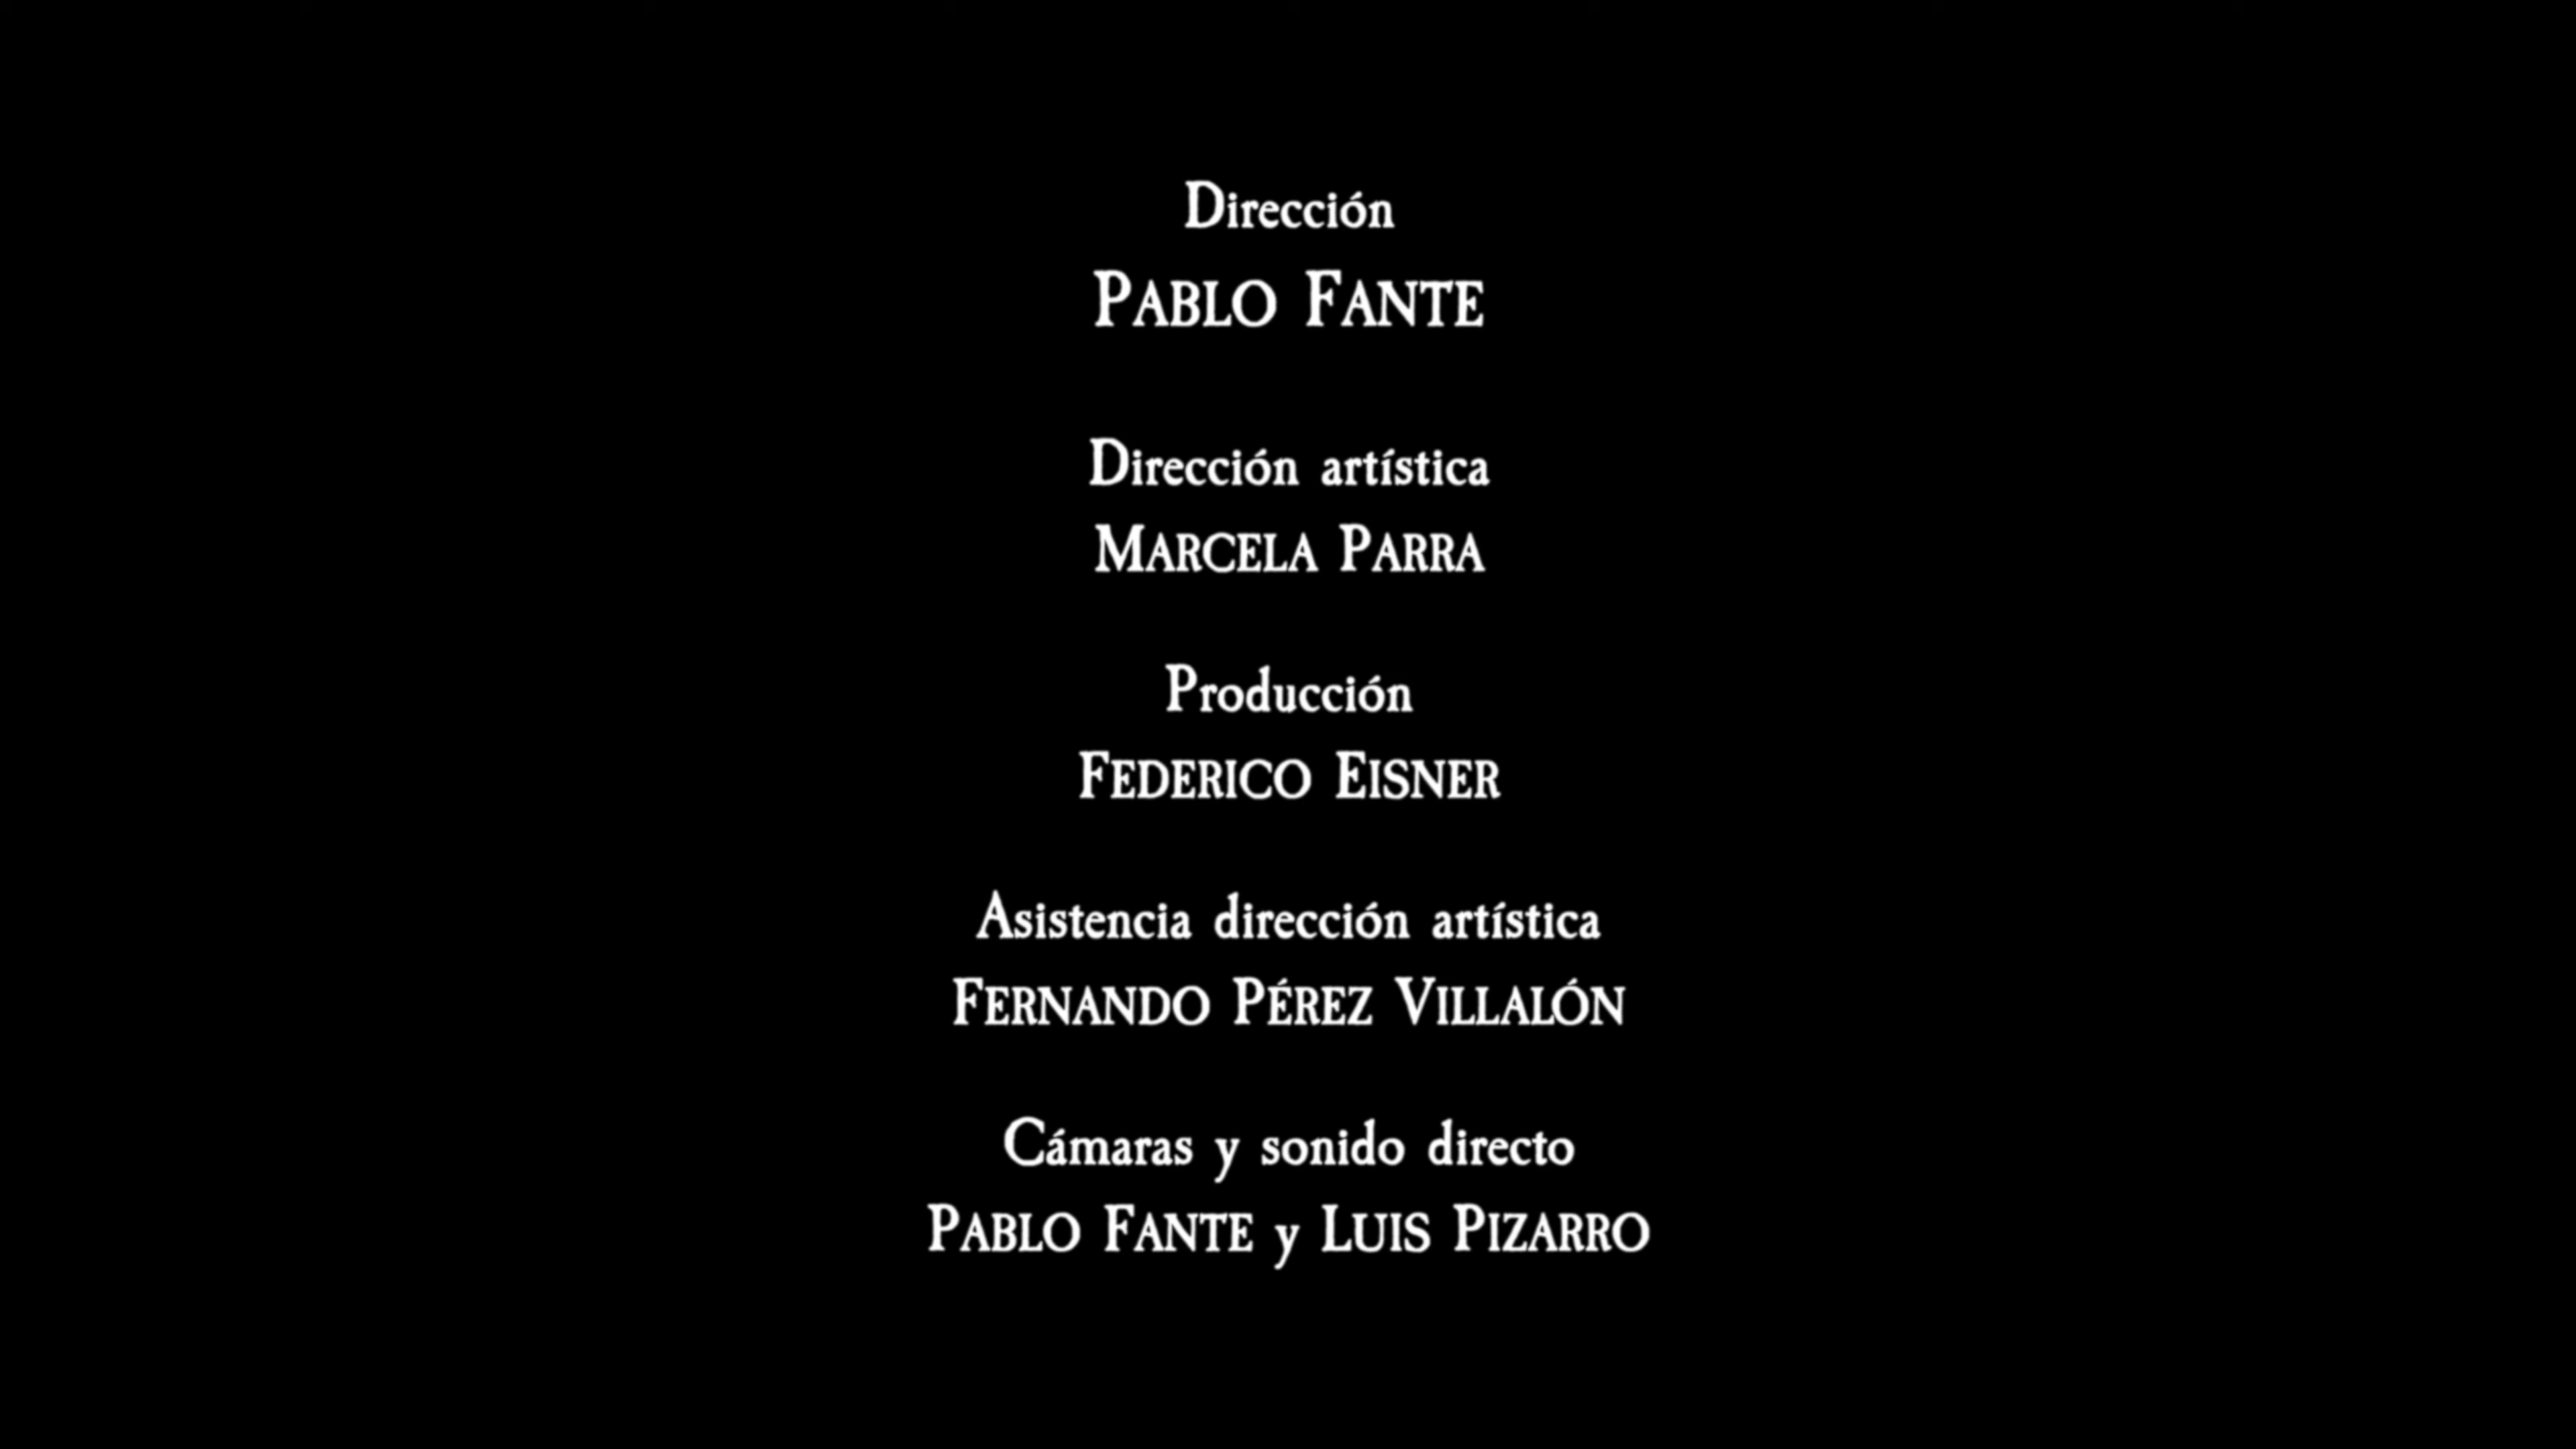 Dirección
PABLO FANTE
Dirección artística
MARCELA PARRA
Producción
FEDERICO EISNER
Asistencia dirección artística
FERNANDO PÉREZ VILLALÓN
Cámaras y sonido directo
PABLO FANTE y LUIS PIZARRO